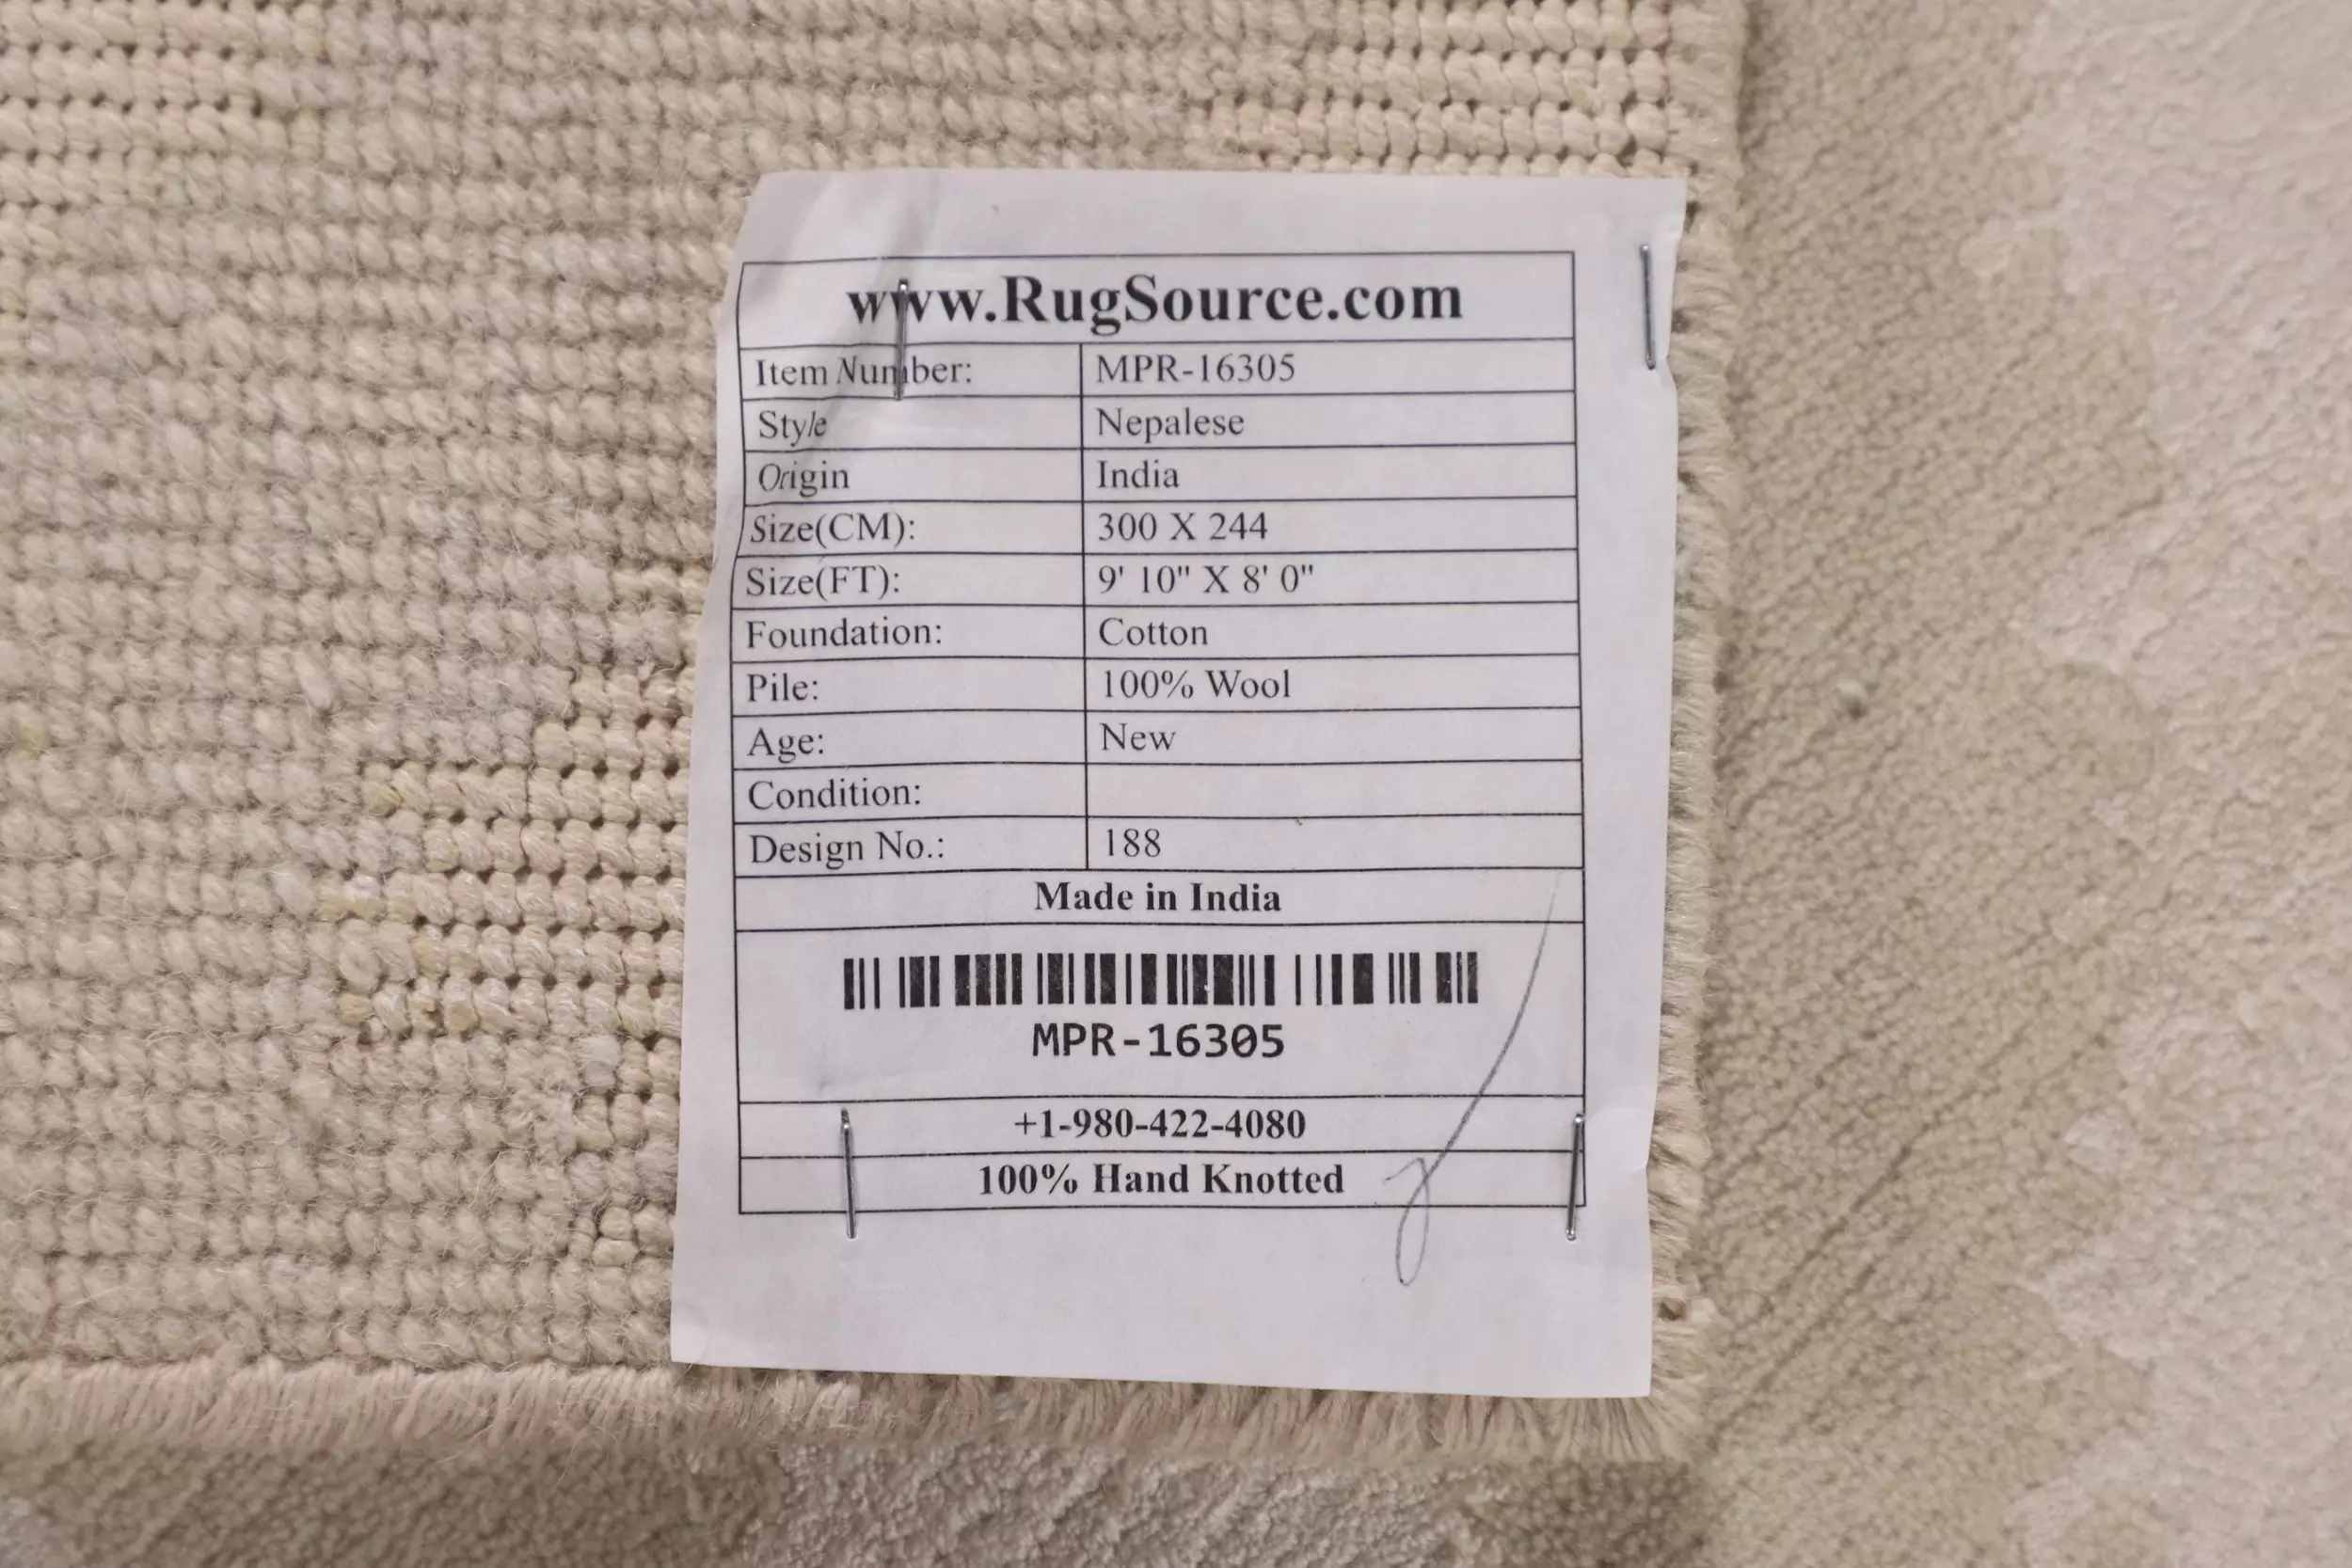 www.RugSource.com
Item Number: MPR-16305
Style Nepalese
Origin India
Size(CM): 300 X 244
Size(FT): 9' 10" X 8' 0"
Foundation: Cotton
Pile: 100% Wool
Age: New
Condition:
Design No.: 188
Made in India
MPR-16305
+1-980-422-4080
100% Hand Knotted